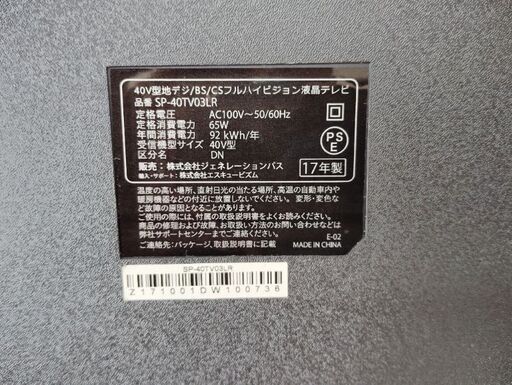 40V型地デジ/BS/CSフルハイビジョン液晶テレビ
品番 SP-40TV03LR
定格電圧 AC100V～50/60Hz
定格消費電力 65W
年間消費電力 92 kWh/年
受信機型サイズ 40V型
区分名 DN
PS
E
販売：株式会社ジェネレーションパス
輸入・サポート：株式会社エスキュービズム
17年製
温度の高い場所、直射日光の当たる場所、高温の自動車内や
暖房機器などの付近に放置しないでください。変形・変色な
ど故障の原因となります。
ご使用の際には、付属の取扱説明書をよくお読みください。
商品の修理および故障、お取り扱い方法のお問い合わせなどは
弊社サポートセンターまでご連絡ください。
ご連絡先：パッケージ、取扱説明書に記載
E-02
MADE IN CHINA
SP-40TV03LR
Z171001DW100736